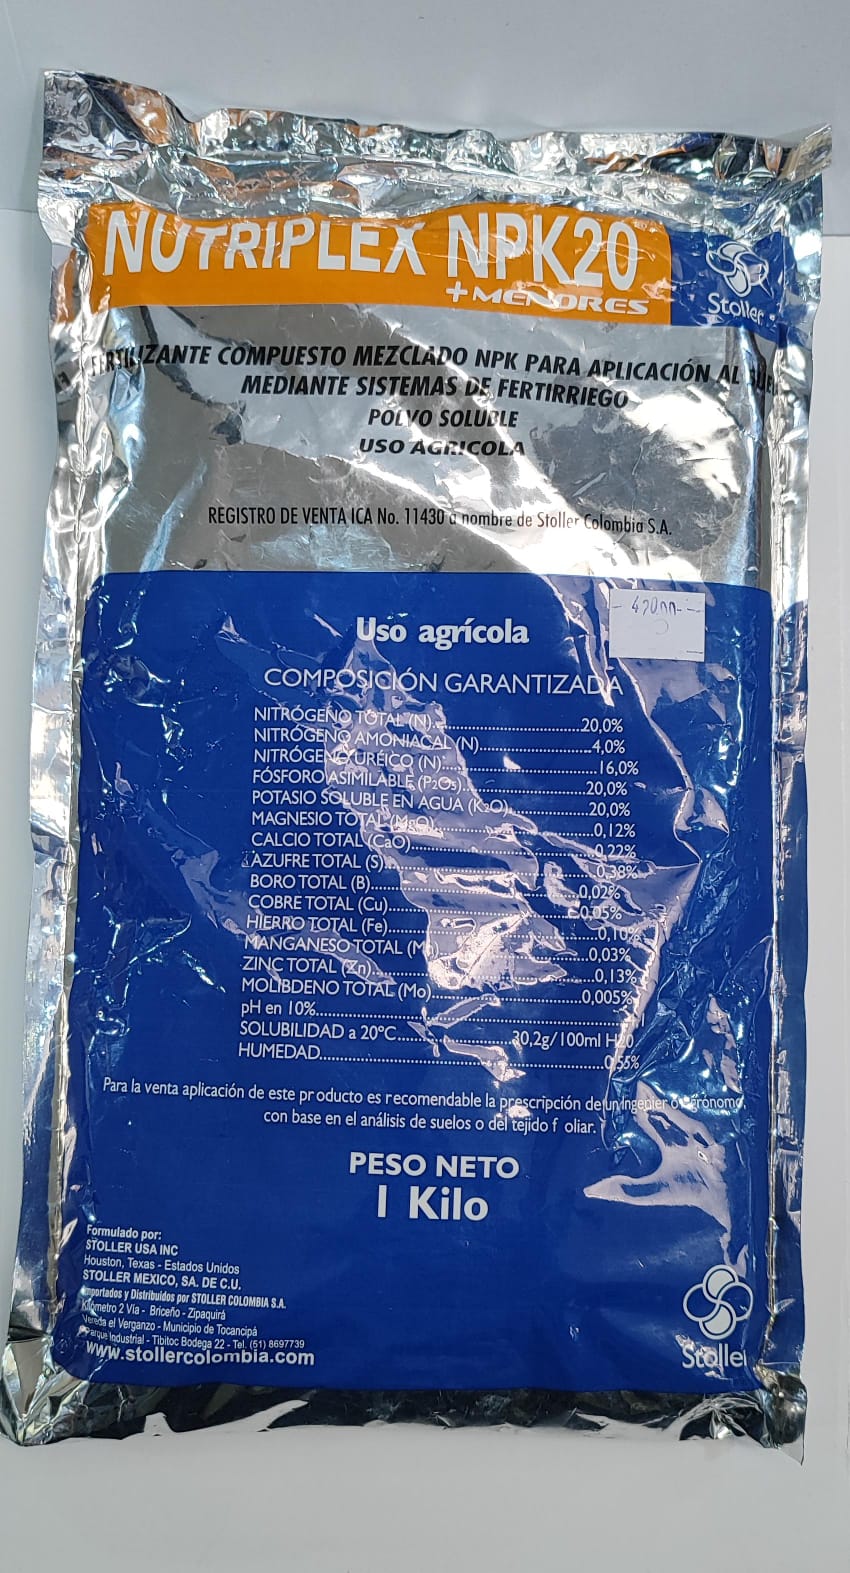 NUTRIPLEX NPK20
+MENORES
Stoller
FERTILIZANTE COMPUESTO MEZCLADO NPK PARA APLICACIÓN AL
MEDIANTE SISTEMAS DE FERTIRRIEGO
POLVO SOLUBLE
USO AGRICOLA
REGISTRO DE VENTA ICA No. 11430 a nombre de Stoller Colombia S.A.
Uso agrícola
COMPOSICIÓN GARANTIZADA
NITRÓGENO TOTAL (N)..............................20,0%
NITRÓGENO AMONIACAL (N)........................4,0%
NITRÓGENO URÉICO (N)..............................16,0%
FÓSFORO ASIMILABLE (P₂O₅)........................20,0%
POTASIO SOLUBLE EN AGUA (K₂O)................20,0%
MAGNESIO TOTAL (MgO)..............................0,12%
CALCIO TOTAL (CaO)....................................0,22%
AZUFRE TOTAL (S)........................................0,38%
BORO TOTAL (B)..........................................0,02%
COBRE TOTAL (Cu)......................................0,05%
HIERRO TOTAL (Fe)......................................0,10%
MANGANESO TOTAL (Mn)..............................0,03%
ZINC TOTAL (Zn)..........................................0,13%
MOLIBDENO TOTAL (Mo)..............................0,005%
pH en 10%..................................................
SOLUBILIDAD a 20°C......................30,2g/100ml H20
HUMEDAD..................................................0,55%
Para la venta aplicación de este producto es recomendable la prescripción de un Ingenier o Agrónomo,
con base en el análisis de suelos o del tejido f oliar.
PESO NETO
1 Kilo
Formulado por:
STOLLER USA INC
Houston, Texas - Estados Unidos
STOLLER MEXICO, SA. DE C.U.
Importados y Distribuidos por STOLLER COLOMBIA S.A.
Kilómetro 2 Vía - Briceño - Zipaquirá
Vereda el Verganzo - Municipio de Tocancipá
Parque Industrial - Tibitoc Bodega 22 - Tel. (51) 8697739
www.stollercolombia.com
Stoller